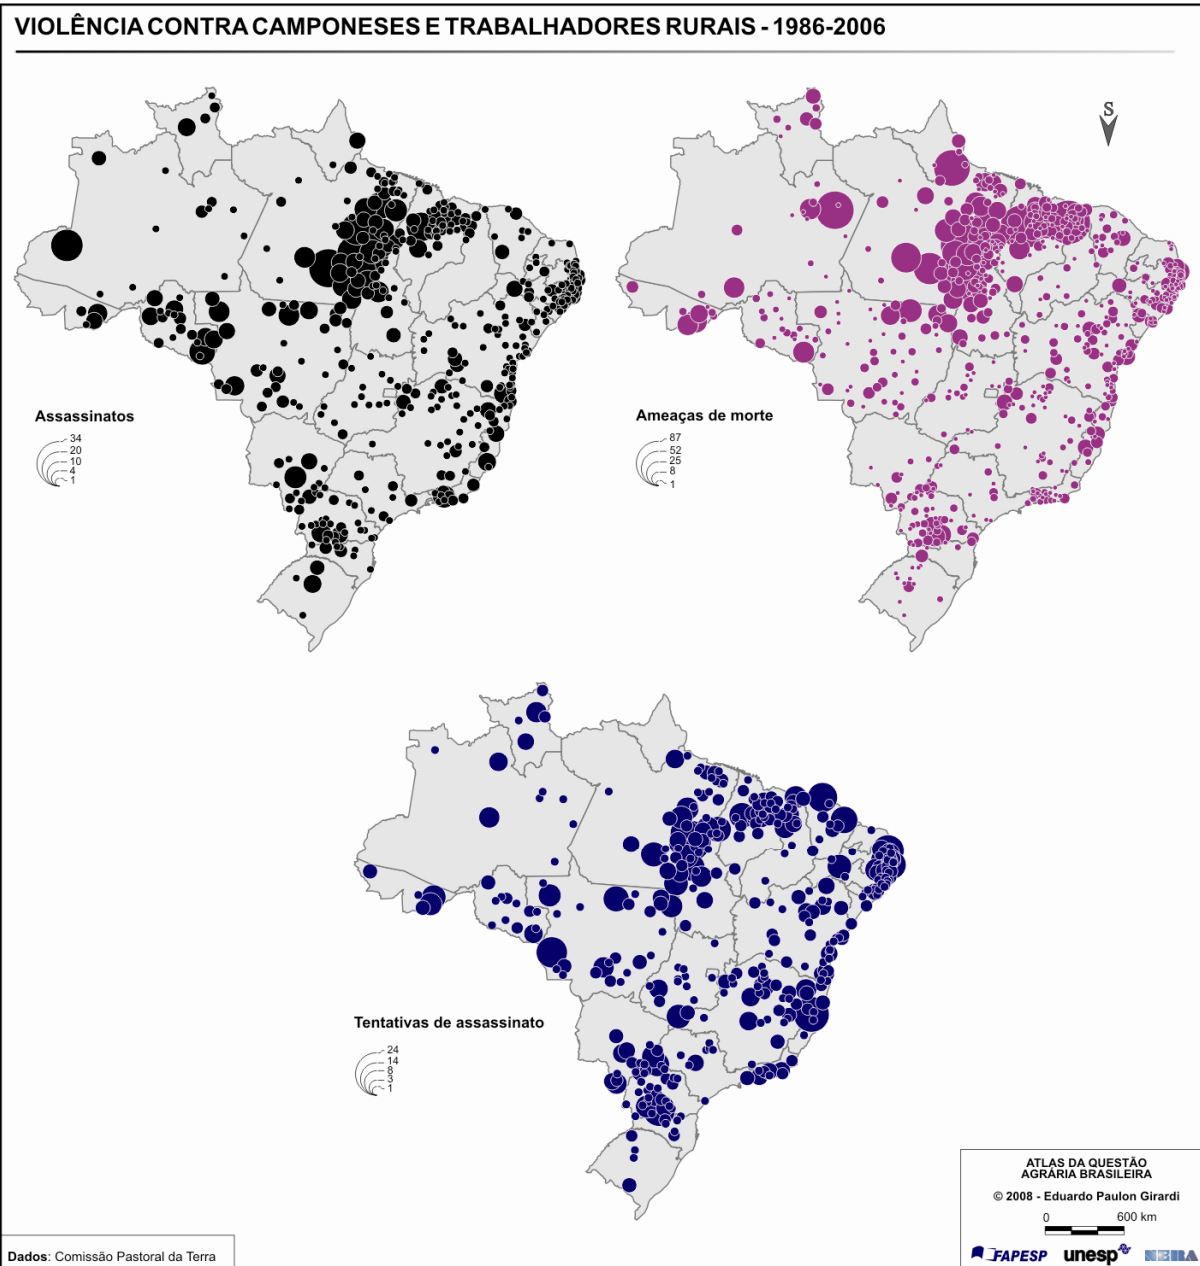 VIOLÊNCIA CONTRA CAMPONESES E TRABALHADORES RURAIS - 1986-2006
S
Assassinatos
34
20
10
4
1
Ameaças de morte
87
52
25
8
1
Tentativas de assassinato
24
14
8
3
1
ATLAS DA QUESTÃO
AGRÁRIA BRASILEIRA
© 2008 - Eduardo Paulon Girardi
0 600 km
FAPESP unesp NERA
Dados: Comissão Pastoral da Terra